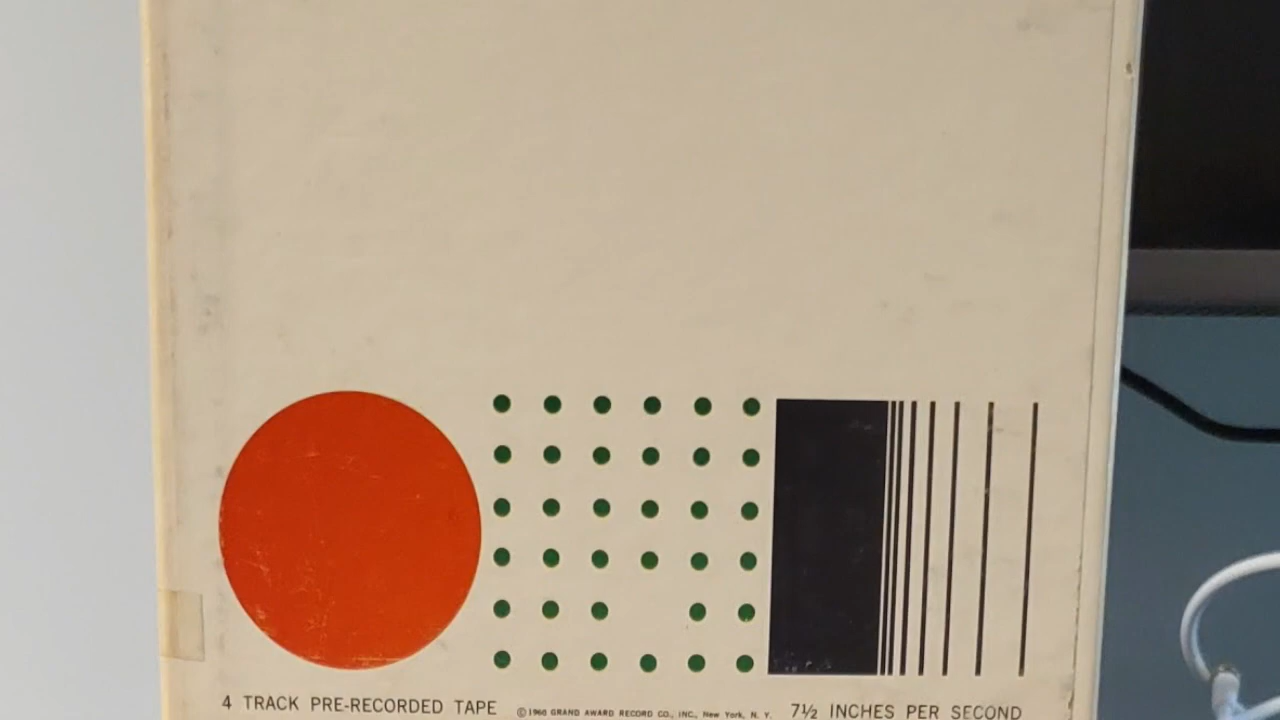 4 TRACK PRE-RECORDED TAPE ©1960 GRAND AWARD RECORD CO., INC., New York, N. Y. 7½ INCHES PER SECOND